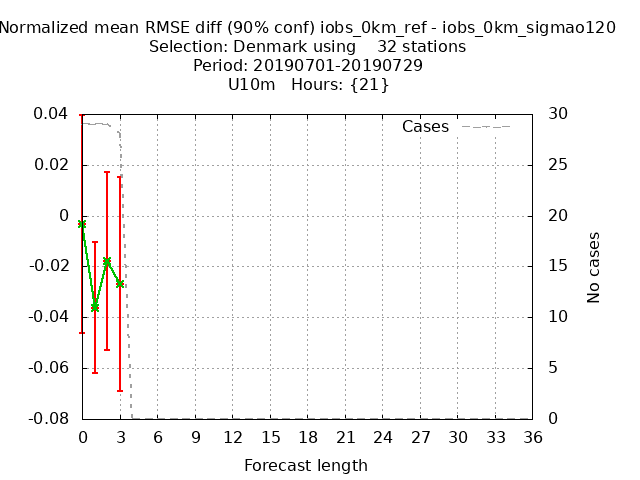 Normalized mean RMSE diff (90% conf) iobs_0km_ref - iobs_0km_sigmao120
Selection: Denmark using    32 stations
Period: 20190701-20190729
U10m   Hours: {21}
Cases
0.04
0.02
0
-0.02
-0.04
-0.06
-0.08
30
25
20
15
10
5
0
No cases
0 3 6 9 12 15 18 21 24 27 30 33 36
Forecast length